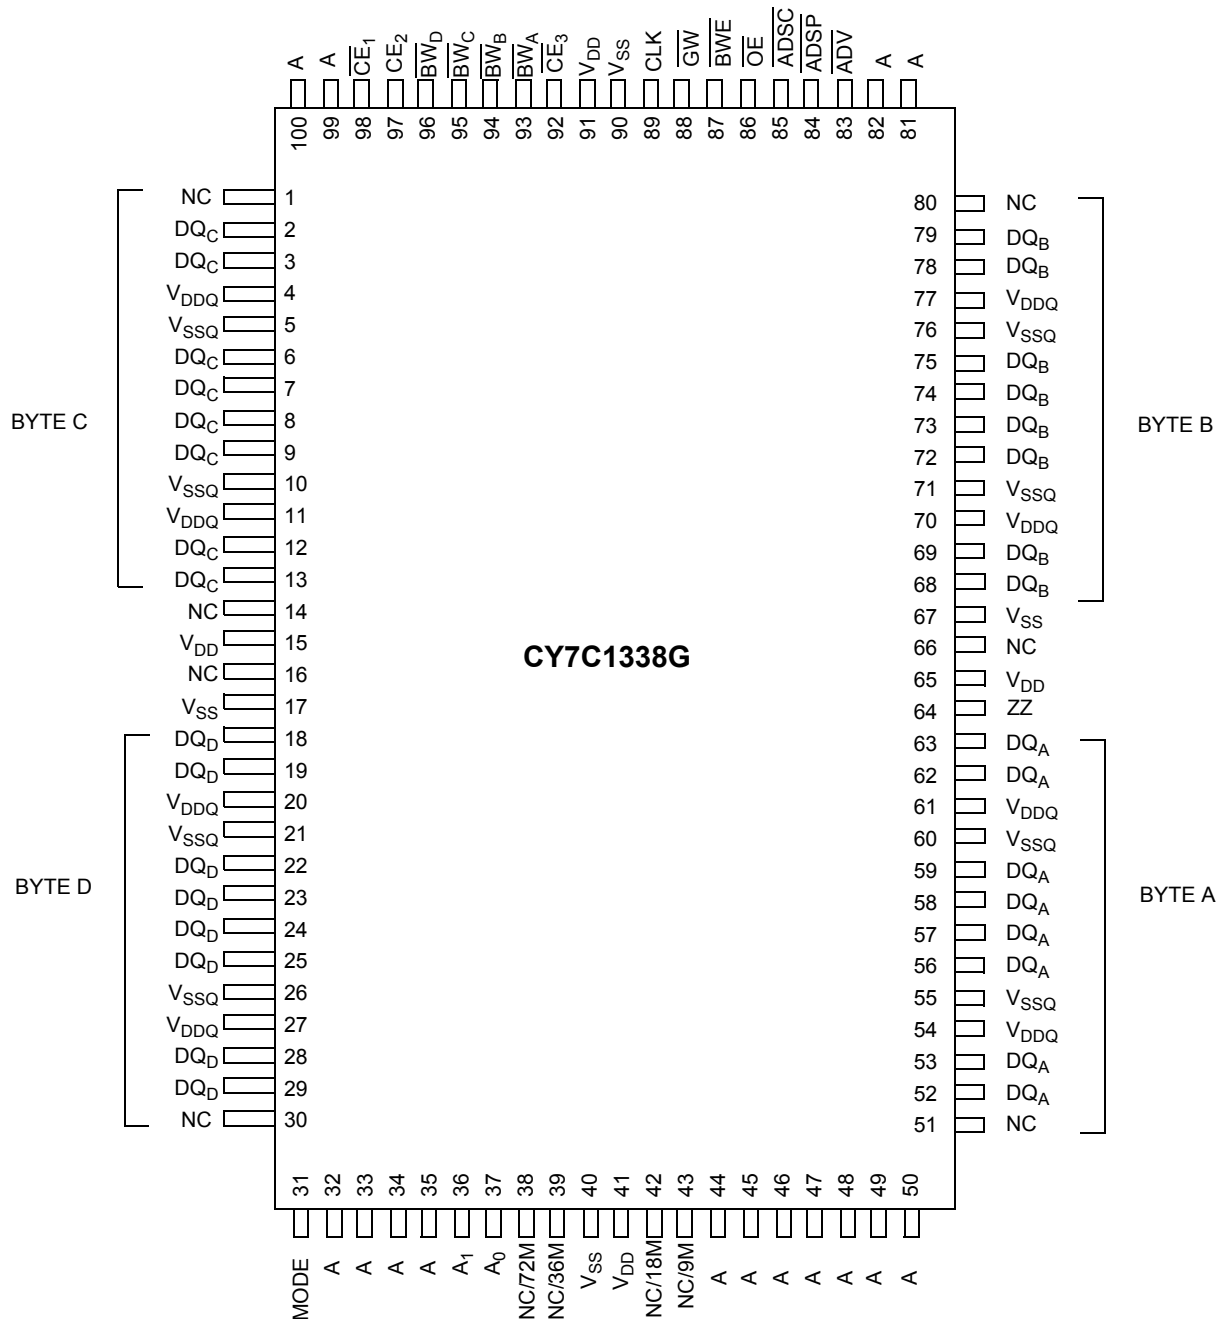 A A CE1 CE2 BWD BWC BWB BWA CE3 VDD VSS CLK GW BWE OE ADSC ADSP ADV A A
100 99 98 97 96 95 94 93 92 91 90 89 88 87 86 85 84 83 82 81
NC 1 80 NC
DQC 2 79 DQB
DQC 3 78 DQB
VDDQ 4 77 VDDQ
VSSQ 5 76 VSSQ
DQC 6 75 DQB
DQC 7 74 DQB
BYTE C DQC 8 73 DQB BYTE B
DQC 9 72 DQB
VSSQ 10 71 VSSQ
VDDQ 11 70 VDDQ
DQC 12 69 DQB
DQC 13 68 DQB
NC 14 67 VSS
VDD 15 66 NC
CY7C1338G
NC 16 65 VDD
VSS 17 64 ZZ
DQD 18 63 DQA
DQD 19 62 DQA
VDDQ 20 61 VDDQ
VSSQ 21 60 VSSQ
DQD 22 59 DQA
BYTE D DQD 23 58 DQA BYTE A
DQD 24 57 DQA
DQD 25 56 DQA
VSSQ 26 55 VSSQ
VDDQ 27 54 VDDQ
DQD 28 53 DQA
DQD 29 52 DQA
NC 30 51 NC
31 32 33 34 35 36 37 38 39 40 41 42 43 44 45 46 47 48 49 50
MODE A A A A A1 A0 NC/72M NC/36M VSS VDD NC/18M NC/9M A A A A A A A